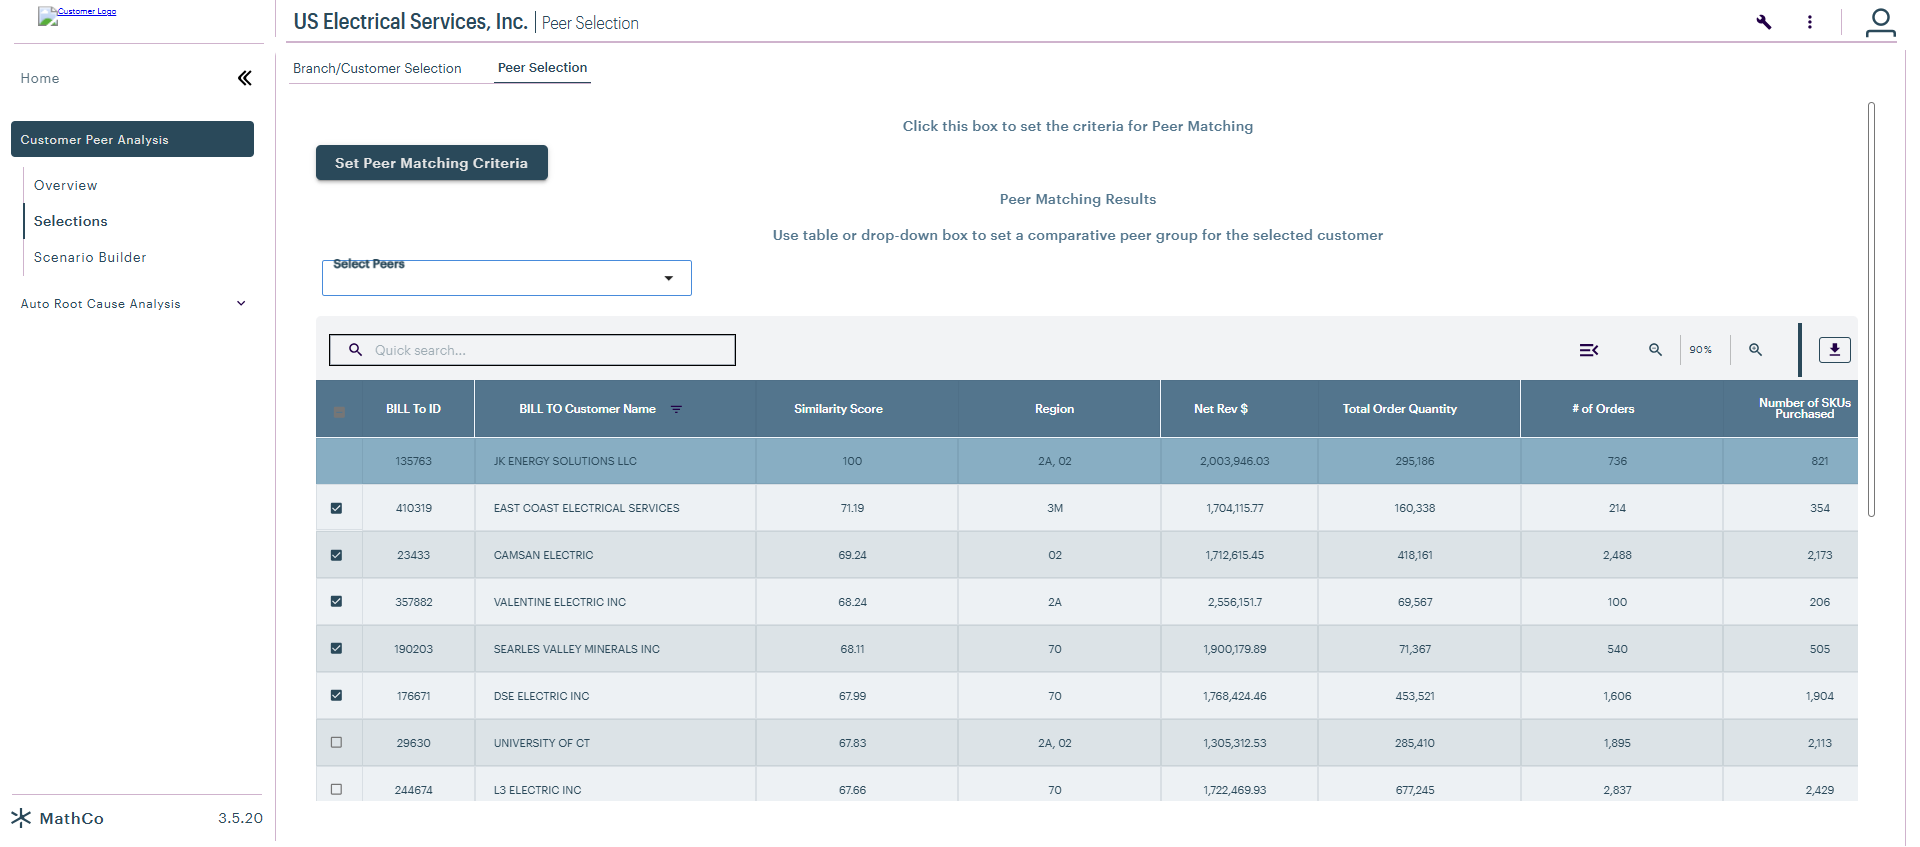 Customer Logo
US Electrical Services, Inc. Peer Selection
Home
Customer Peer Analysis
Overview
Selections
Scenario Builder
Auto Root Cause Analysis
MathCo 3.5.20
Branch/Customer Selection Peer Selection
Click this box to set the criteria for Peer Matching
Set Peer Matching Criteria
Peer Matching Results
Use table or drop-down box to set a comparative peer group for the selected customer
Select Peers
Quick search...
90%
BILL To ID BILL TO Customer Name Similarity Score Region Net Rev $ Total Order Quantity # of Orders Number of SKUs
Purchased
135763 JK ENERGY SOLUTIONS LLC 100 2A, 02 2,003,946.03 295,186 736 821
410319 EAST COAST ELECTRICAL SERVICES 71.19 3M 1,704,115.77 160,338 214 354
23433 CAMSAN ELECTRIC 69.24 02 1,712,615.45 418,161 2,488 2,173
357882 VALENTINE ELECTRIC INC 68.24 2A 2,556,151.7 69,567 100 206
190203 SEARLES VALLEY MINERALS INC 68.11 70 1,900,179.89 71,367 540 505
176671 DSE ELECTRIC INC 67.99 70 1,768,424.46 453,521 1,606 1,904
29630 UNIVERSITY OF CT 67.83 2A, 02 1,305,312.53 285,410 1,895 2,113
244674 L3 ELECTRIC INC 67.66 70 1,722,469.93 677,245 2,837 2,429